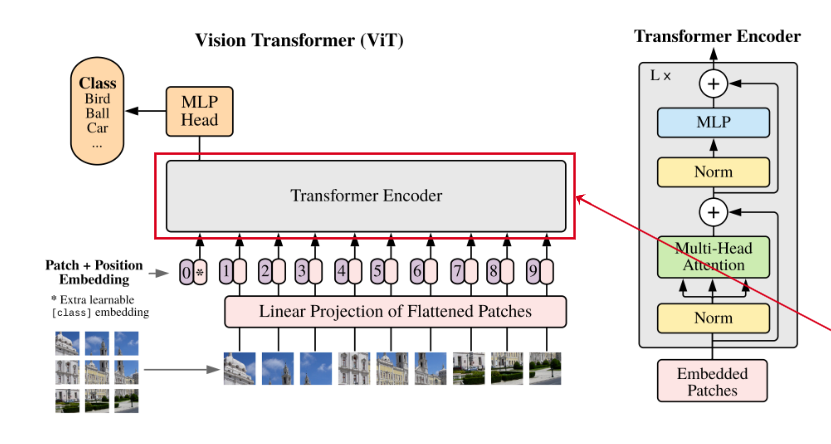 Vision Transformer (ViT)
Class
Bird
Ball
Car
...
MLP
Head
Transformer Encoder
Patch + Position
Embedding
* Extra learnable
[class] embedding
0 * 1 2 3 4 5 6 7 8 9
Linear Projection of Flattened Patches
Transformer Encoder
L ×
+
MLP
Norm
+
Multi-Head
Attention
Norm
Embedded
Patches